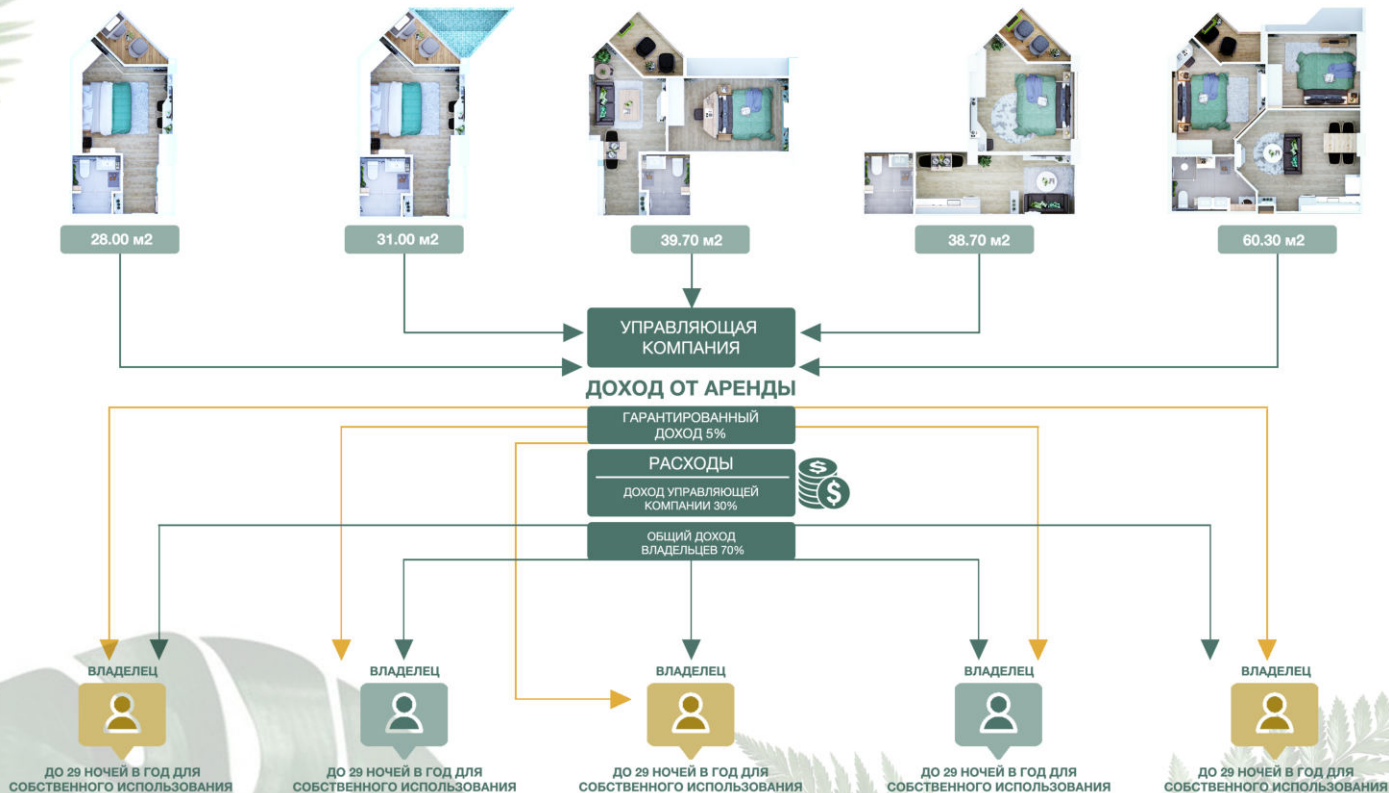 28.00 м2
31.00 м2
39.70 м2
38.70 м2
60.30 м2
УПРАВЛЯЮЩАЯ
КОМПАНИЯ
ДОХОД ОТ АРЕНДЫ
ГАРАНТИРОВАННЫЙ
ДОХОД 5%
РАСХОДЫ
ДОХОД УПРАВЛЯЮЩЕЙ
КОМПАНИИ 30%
ОБЩИЙ ДОХОД
ВЛАДЕЛЬЦЕВ 70%
ВЛАДЕЛЕЦ
ВЛАДЕЛЕЦ
ВЛАДЕЛЕЦ
ВЛАДЕЛЕЦ
ВЛАДЕЛЕЦ
ДО 29 НОЧЕЙ В ГОД ДЛЯ
СОБСТВЕННОГО ИСПОЛЬЗОВАНИЯ
ДО 29 НОЧЕЙ В ГОД ДЛЯ
СОБСТВЕННОГО ИСПОЛЬЗОВАНИЯ
ДО 29 НОЧЕЙ В ГОД ДЛЯ
СОБСТВЕННОГО ИСПОЛЬЗОВАНИЯ
ДО 29 НОЧЕЙ В ГОД ДЛЯ
СОБСТВЕННОГО ИСПОЛЬЗОВАНИЯ
ДО 29 НОЧЕЙ В ГОД ДЛЯ
СОБСТВЕННОГО ИСПОЛЬЗОВАНИЯ